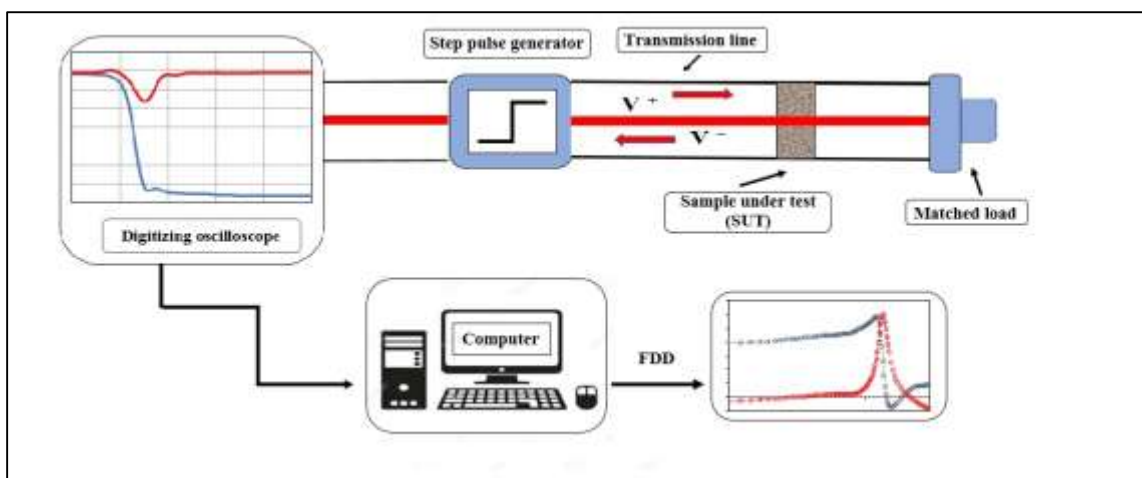 Step pulse generator
Transmission line
V +
V −
Digitizing oscilloscope
Sample under test
(SUT)
Matched load
Computer
FDD